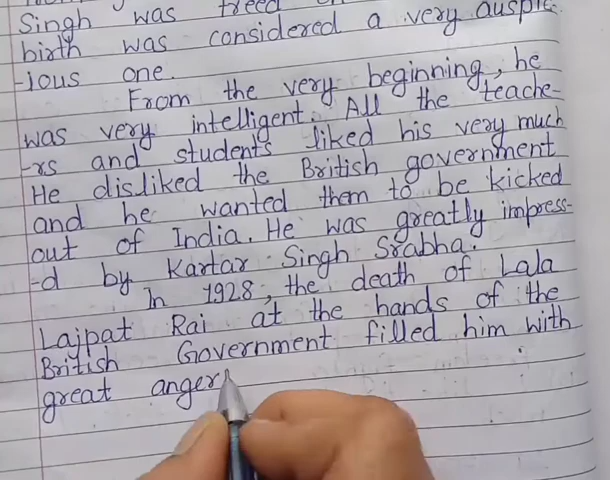 Singh was freed
birth was considered a very auspic-
-ious one.
From the very beginning, he
was very intelligent. All the teache-
-rs and students liked his very much
He disliked the British government
and he wanted them to be kicked
out of India. He was greatly impress-
-d by Kartar Singh Srabha.
In 1928, the death of Lala
Lajpat Rai at the hands of the
British Government filled him with
great anger